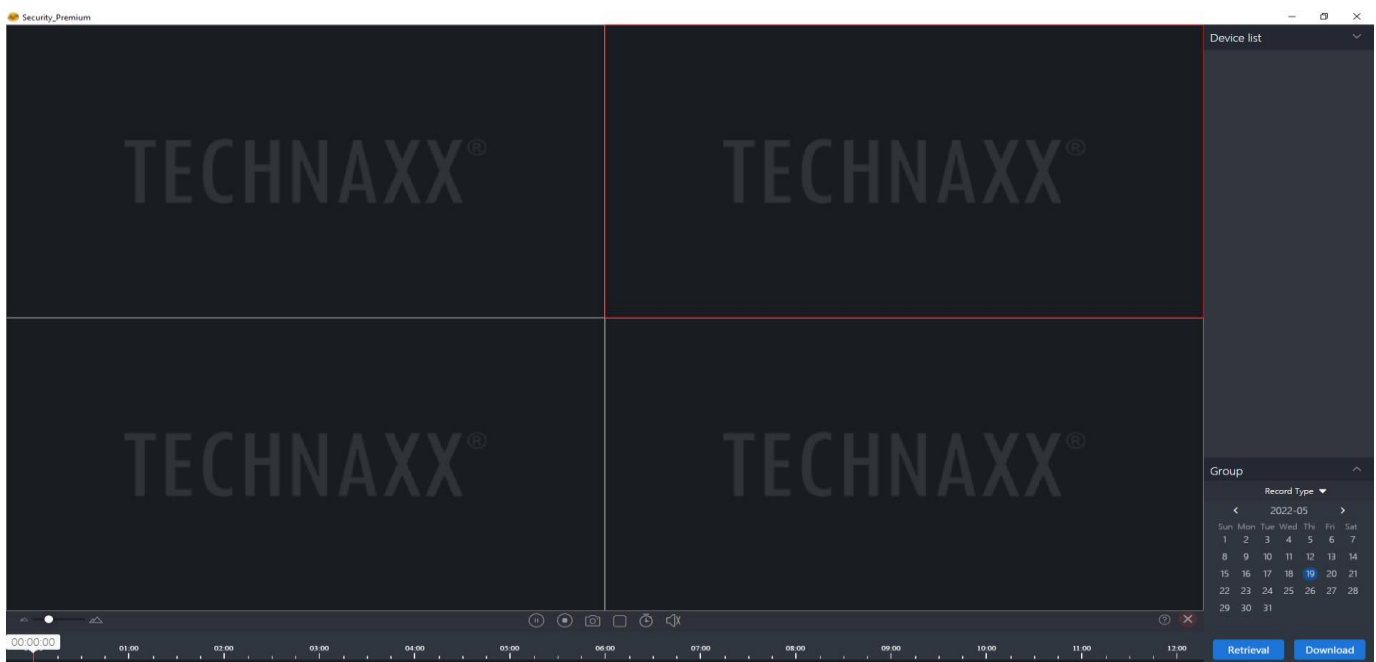 Security_Premium
Device list
TECHNAXX®
TECHNAXX®
TECHNAXX®
TECHNAXX®
Group
Record Type
2022-05
Sun Mon Tue Wed Thi Fri Sat
1 2 3 4 5 6 7
8 9 10 11 12 13 14
15 16 17 18 19 20 21
22 23 24 25 26 27 28
29 30 31
00:00:00 01:00 02:00 03:00 04:00 05:00 06:00 07:00 08:00 09:00 10:00 11:00 12:00
Retrieval Download